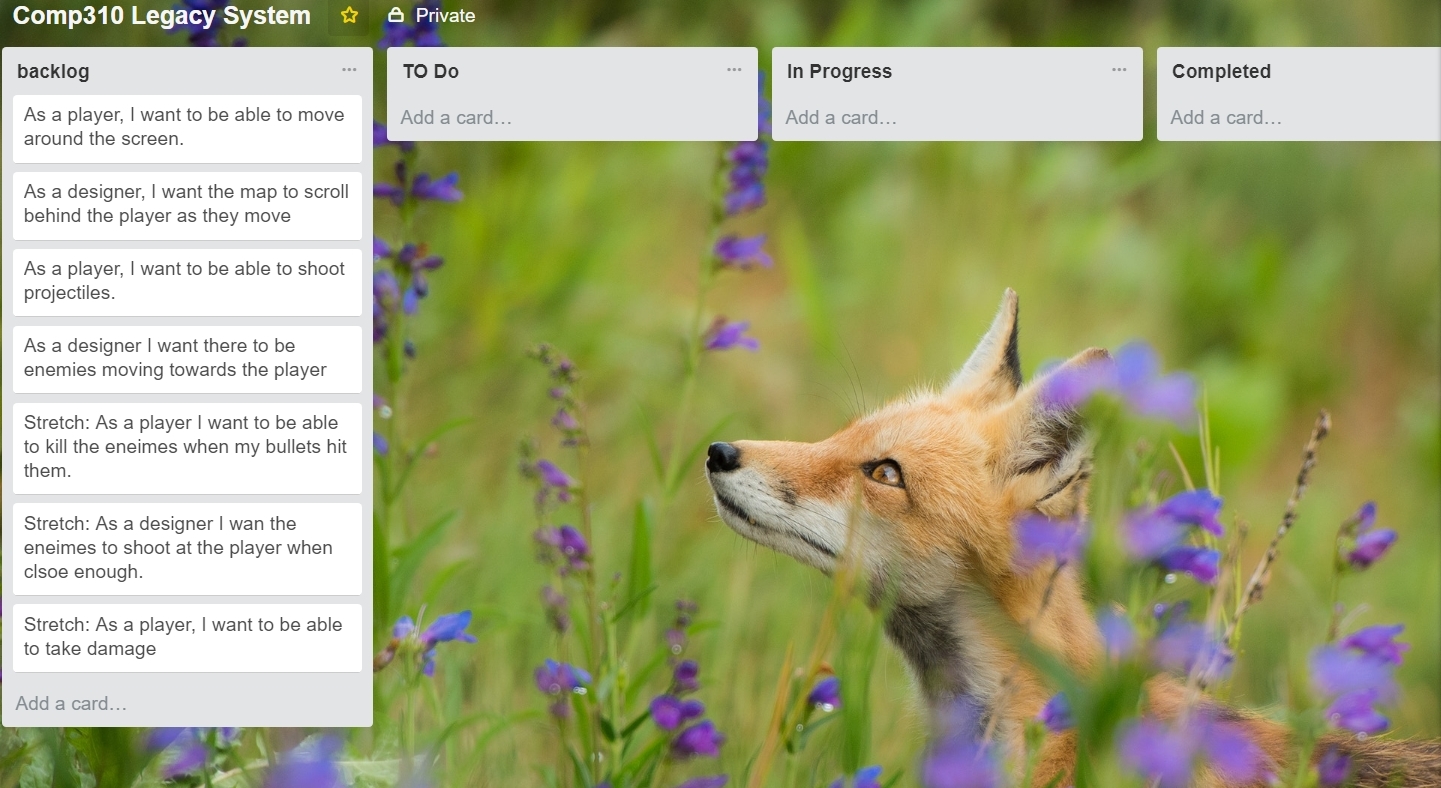 Comp310 Legacy System Private
backlog
As a player, I want to be able to move
around the screen.
As a designer, I want the map to scroll
behind the player as they move
As a player, I want to be able to shoot
projectiles.
As a designer I want there to be
enemies moving towards the player
Stretch: As a player I want to be able
to kill the eneimes when my bullets hit
them.
Stretch: As a designer I wan the
eneimes to shoot at the player when
clsoe enough.
Stretch: As a player, I want to be able
to take damage
Add a card…
TO Do
Add a card…
In Progress
Add a card…
Completed
Add a card…